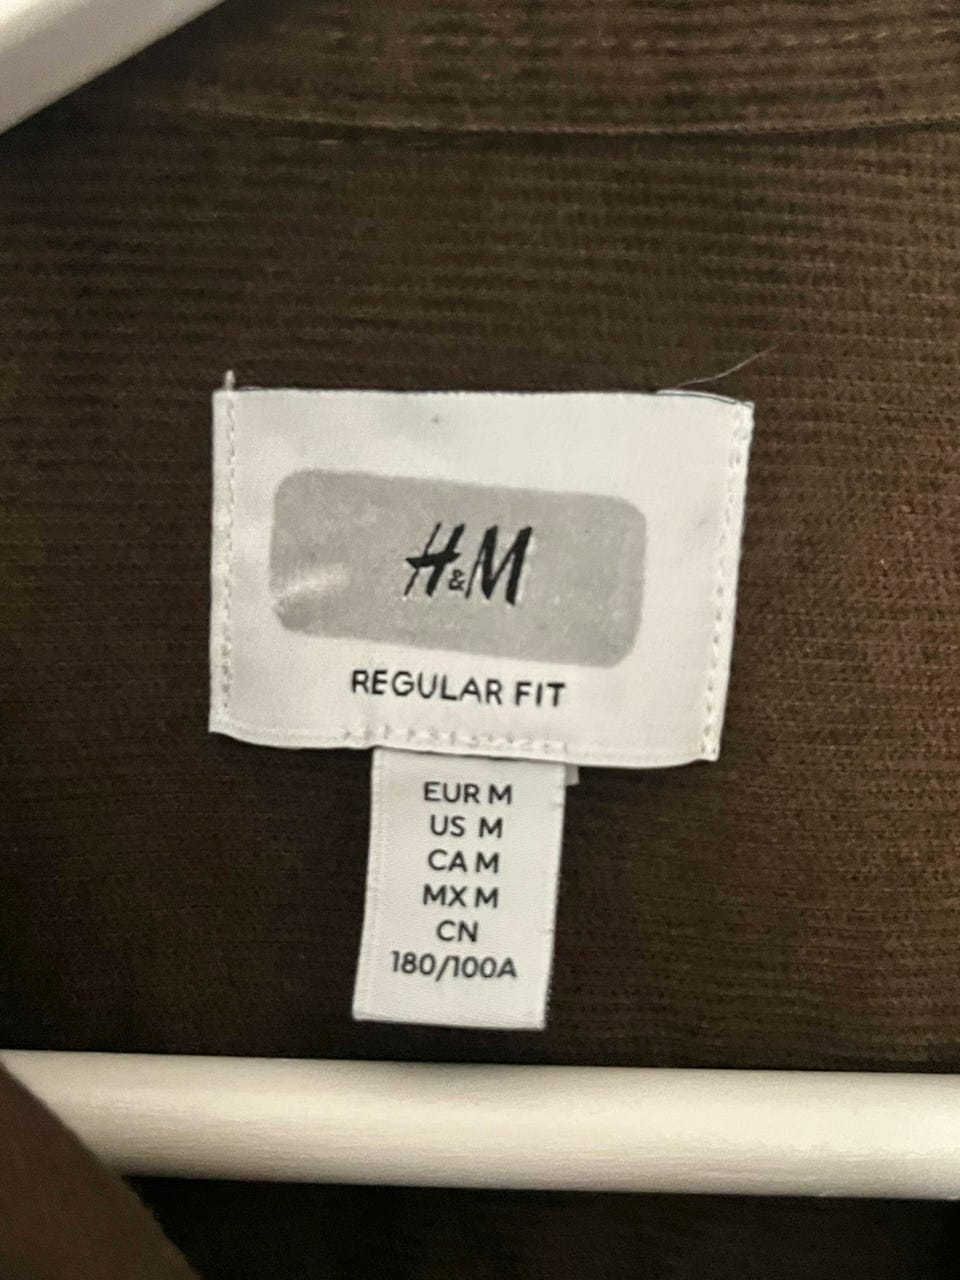 H&M
REGULAR FIT
EUR M
US M
CA M
MX M
CN
180/100A